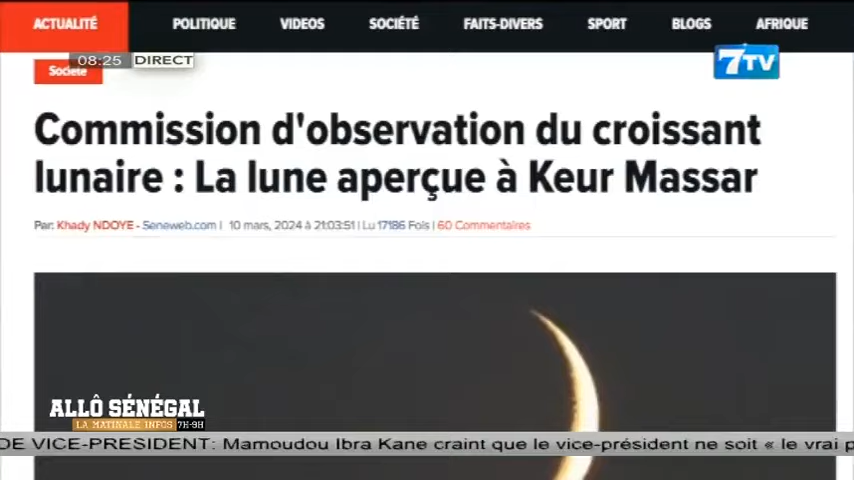 ACTUALITÉ POLITIQUE VIDEOS SOCIÉTÉ FAITS-DIVERS SPORT BLOGS AFRIQUE
08:25 DIRECT
7TV
Societe
Commission d'observation du croissant
lunaire : La lune aperçue à Keur Massar
Par: Khady NDOYE - Seneweb.com | 10 mars, 2024 à 21:03:51 | Lu 17186 Fois | 60 Commentaires
ALLÔ SÉNÉGAL
LA MATINALE INFOS 7H-9H
DE VICE-PRESIDENT: Mamoudou Ibra Kane craint que le vice-président ne soit « le vrai p